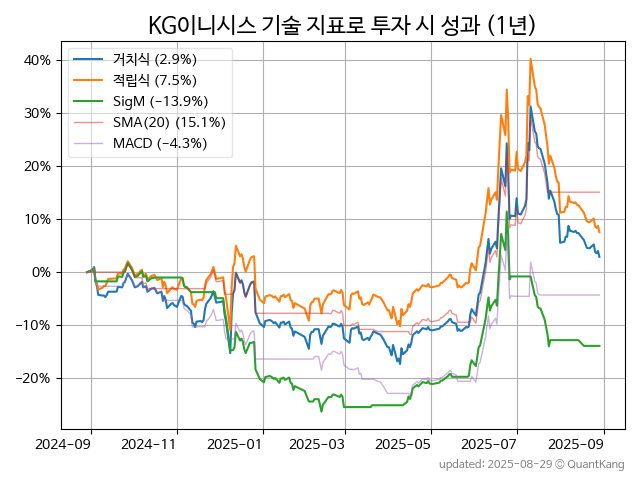 KG이니시스 기술 지표로 투자 시 성과 (1년)
거치식 (2.9%)
적립식 (7.5%)
SigM (−13.9%)
SMA(20) (15.1%)
MACD (−4.3%)
40%
30%
20%
10%
0%
−10%
−20%
2024-09 2024-11 2025-01 2025-03 2025-05 2025-07 2025-09
updated: 2025-08-29 © QuantKang